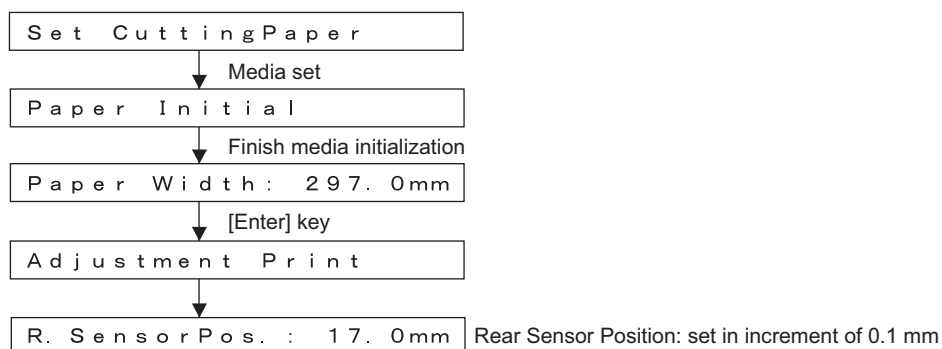 Set CuttingPaper
Media set
Paper Initial
Finish media initialization
Paper Width: 297.0mm
[Enter] key
Adjustment Print
R.SensorPos.: 17.0mm Rear Sensor Position: set in increment of 0.1 mm